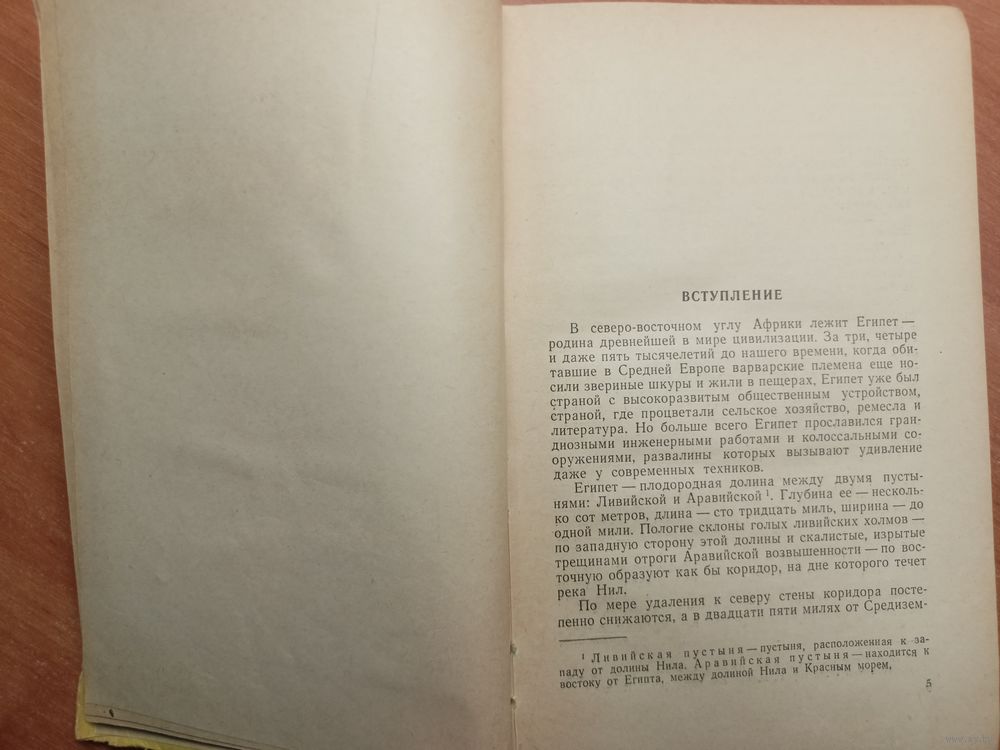 ВСТУПЛЕНИЕ
В северо-восточном углу Африки лежит Египет —
родина древнейшей в мире цивилизации. За три, четыре
и даже пять тысячелетий до нашего времени, когда оби-
тавшие в Средней Европе варварские племена еще но-
сили звериные шкуры и жили в пещерах, Египет уже был
страной с высокоразвитым общественным устройством,
страной, где процветали сельское хозяйство, ремесла и
литература. Но больше всего Египет прославился гран-
диозными инженерными работами и колоссальными со-
оружениями, развалины которых вызывают удивление
даже у современных техников.
Египет — плодородная долина между двумя пусты-
нями: Ливийской и Аравийской ¹. Глубина ее — несколь-
ко сот метров, длина — сто тридцать миль, ширина — до
одной мили. Пологие склоны голых ливийских холмов —
по западную сторону этой долины и скалистые, изрытые
трещинами отроги Аравийской возвышенности — по вос-
точную образуют как бы коридор, на дне которого течет
река Нил.
По мере удаления к северу стены коридора посте-
пенно снижаются, а в двадцати пяти милях от Средизем-
¹ Ливийская пустыня — пустыня, расположенная к за-
паду от долины Нила. Аравийская пустыня — находится к
востоку от Египта, между долиной Нила и Красным морем,
5